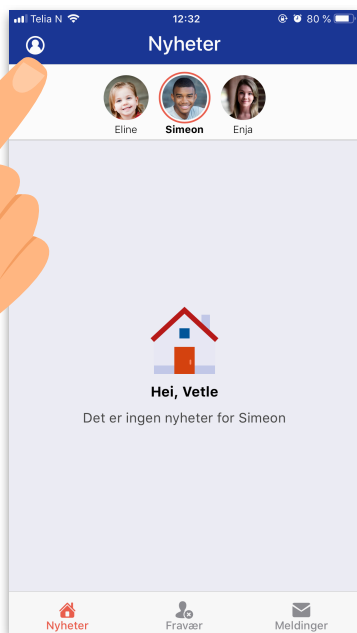 Telia N 12:32 80 %
Nyheter
Eline Simeon Enja
Hei, Vetle
Det er ingen nyheter for Simeon
Nyheter Fravær Meldinger